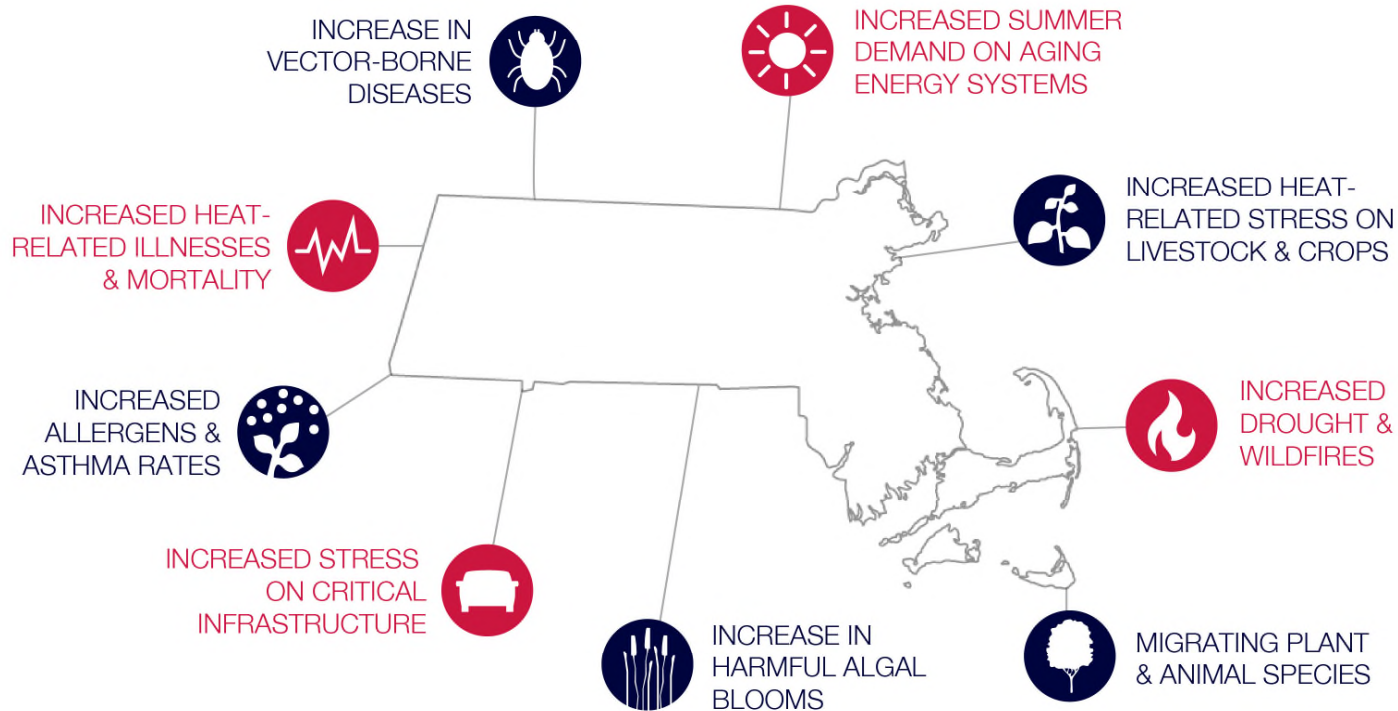 INCREASE IN
VECTOR-BORNE
DISEASES
INCREASED SUMMER
DEMAND ON AGING
ENERGY SYSTEMS
INCREASED HEAT-
RELATED ILLNESSES
& MORTALITY
INCREASED HEAT-
RELATED STRESS ON
LIVESTOCK & CROPS
INCREASED
ALLERGENS &
ASTHMA RATES
INCREASED
DROUGHT &
WILDFIRES
INCREASED STRESS
ON CRITICAL
INFRASTRUCTURE
INCREASE IN
HARMFUL ALGAL
BLOOMS
MIGRATING PLANT
& ANIMAL SPECIES